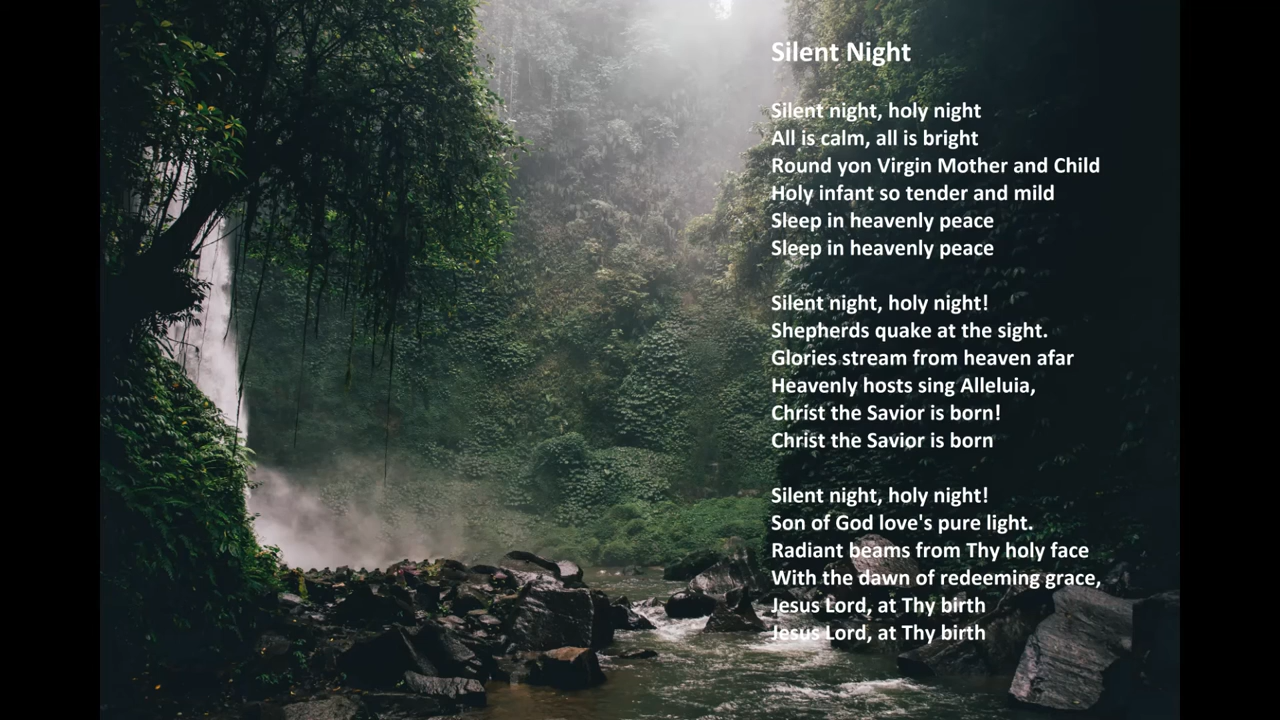 Silent Night
Silent night, holy night
All is calm, all is bright
Round yon Virgin Mother and Child
Holy infant so tender and mild
Sleep in heavenly peace
Sleep in heavenly peace
Silent night, holy night!
Shepherds quake at the sight.
Glories stream from heaven afar
Heavenly hosts sing Alleluia,
Christ the Savior is born!
Christ the Savior is born
Silent night, holy night!
Son of God love's pure light.
Radiant beams from Thy holy face
With the dawn of redeeming grace,
Jesus Lord, at Thy birth
Jesus Lord, at Thy birth